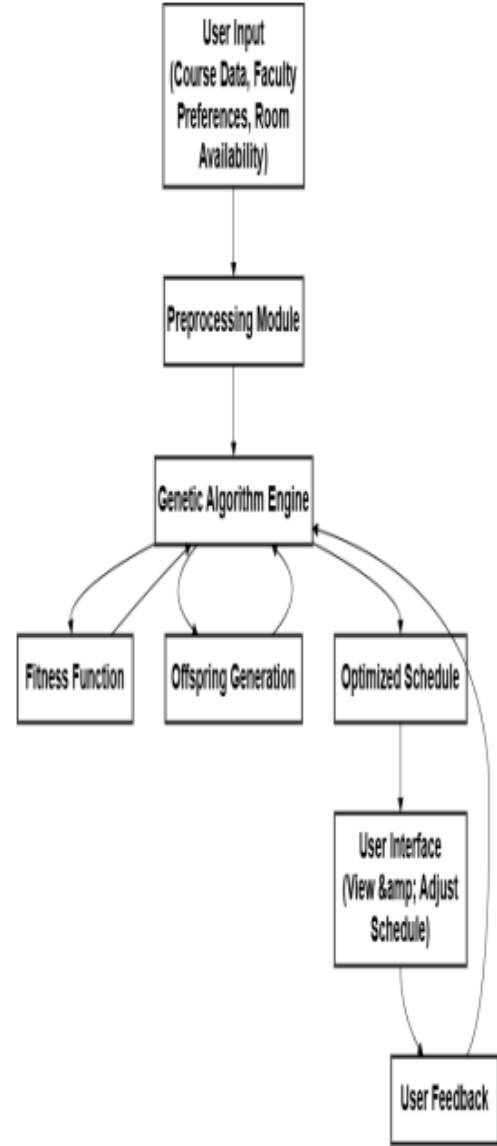 User Input
(Course Data, Faculty
Preferences, Room
Availability)
Preprocessing Module
Genetic Algorithm Engine
Fitness Function
Offspring Generation
Optimized Schedule
User Interface
(View &amp; Adjust
Schedule)
User Feedback